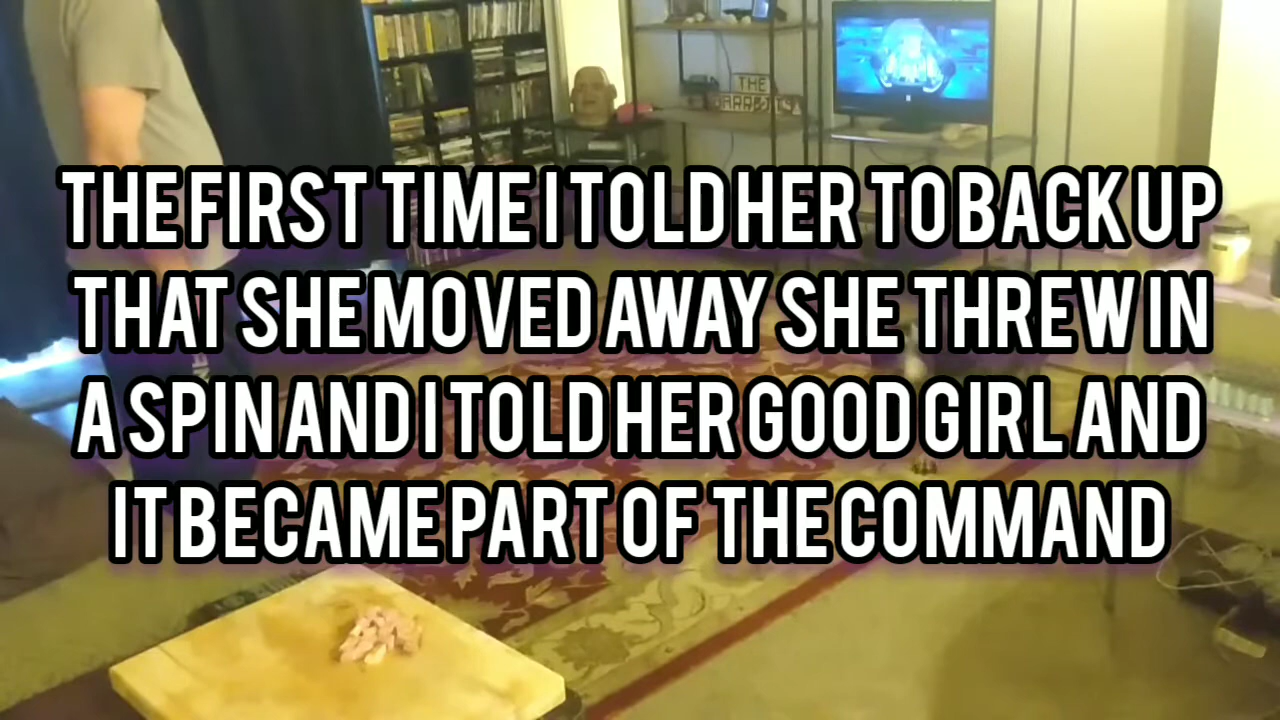 THE
THE FIRST TIME I TOLD HER TO BACK UP
THAT SHE MOVED AWAY SHE THREW IN
A SPIN AND I TOLD HER GOOD GIRL AND
IT BECAME PART OF THE COMMAND